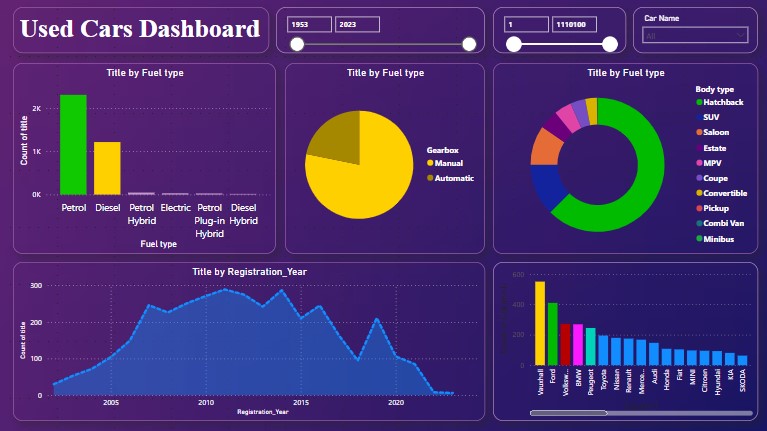 Used Cars Dashboard
1953
2023
1
1110100
Car Name
All
Title by Fuel type
Count of title
2K
1K
0K
Petrol
Diesel
Petrol
Hybrid
Electric
Petrol
Plug-in
Hybrid
Diesel
Hybrid
Fuel type
Title by Fuel type
Gearbox
Manual
Automatic
Title by Fuel type
Body type
Hatchback
SUV
Saloon
Estate
MPV
Coupe
Convertible
Pickup
Combi Van
Minibus
Title by Registration_Year
Count of title
300
200
100
0
2005
2010
2015
2020
Registration_Year
600
400
200
0
Vauxhall
Ford
Volksw...
BMW
Peugeot
Toyota
Nissan
Renault
Merce...
Audi
Honda
Fiat
MINI
Citroen
Hyundai
KIA
SKODA